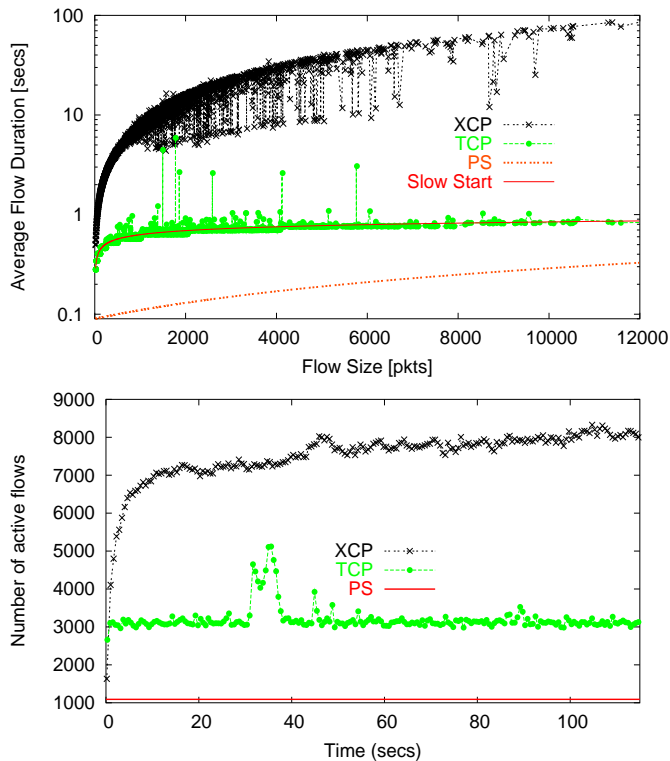 Average Flow Duration [secs]
100
10
1
0.1
XCP
TCP
PS
Slow Start
0
2000
4000
6000
8000
10000
12000
Flow Size [pkts]
Number of active flows
9000
8000
7000
6000
5000
4000
3000
2000
1000
XCP
TCP
PS
0
20
40
60
80
100
Time (secs)